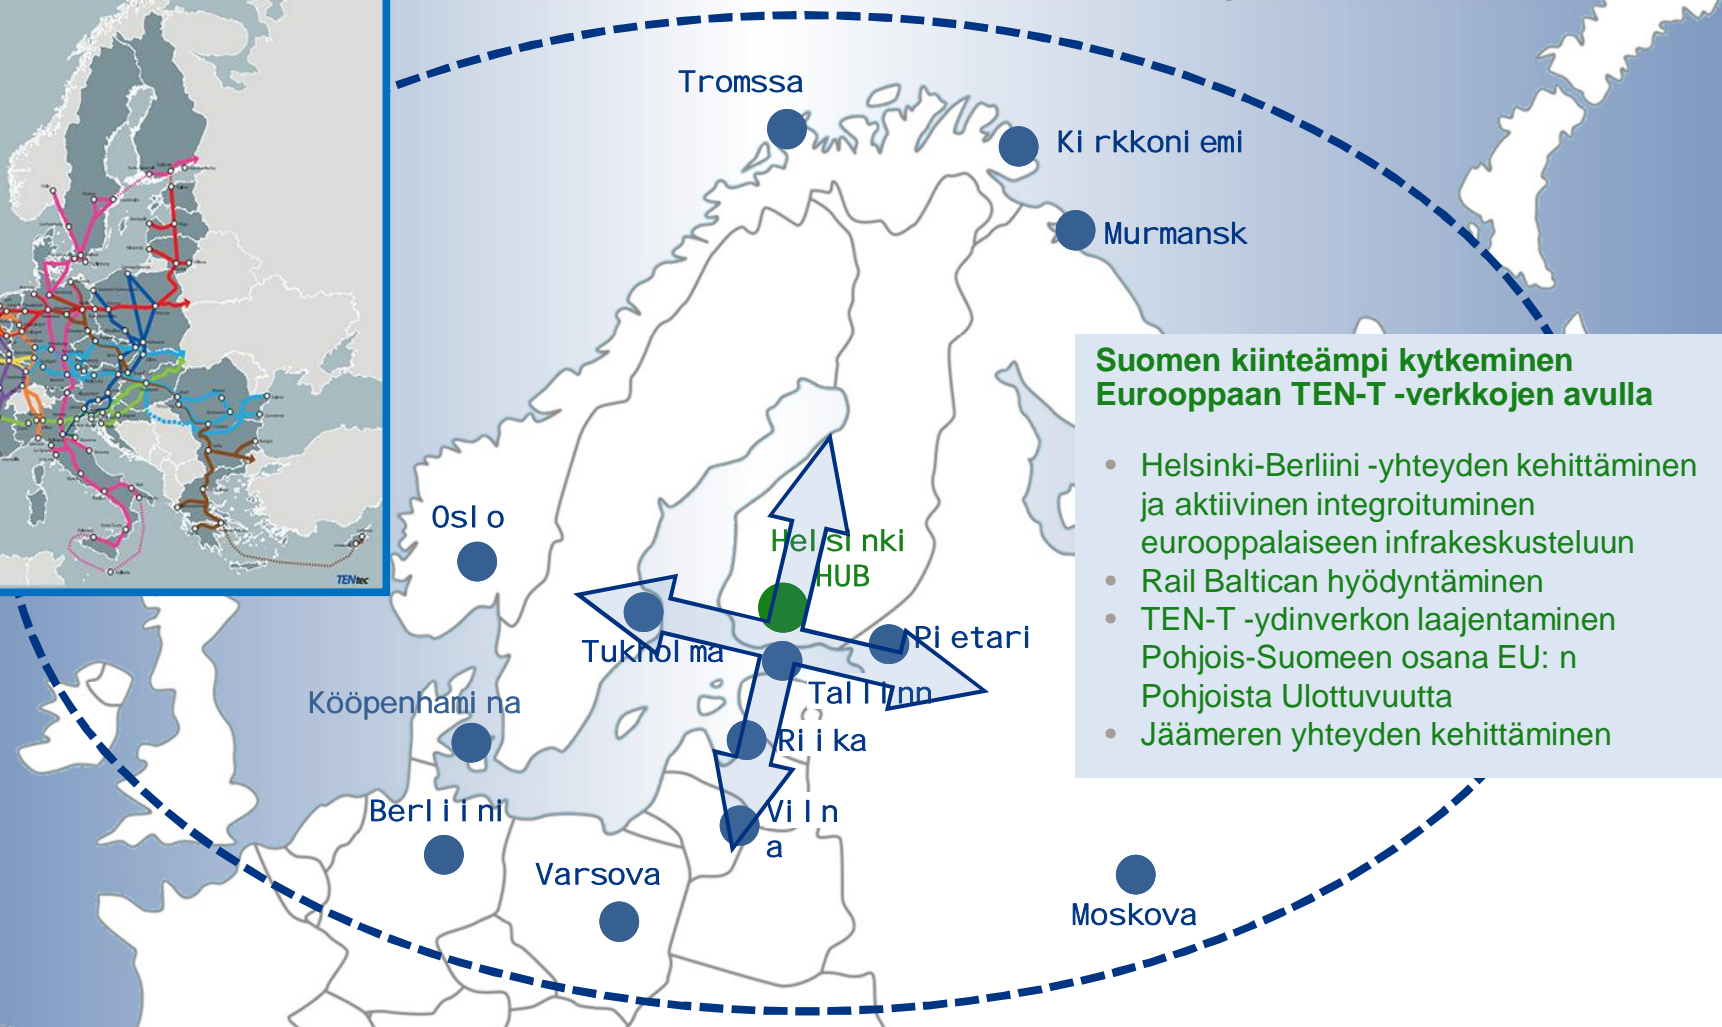 Tromssa
Kirkkoniemi
Murmansk
Suomen kiinteämpi kytkeminen
Eurooppaan TEN-T -verkkojen avulla
• Helsinki-Berliini -yhteyden kehittäminen
ja aktiivinen integroituminen
eurooppalaiseen infrakeskusteluun
• Rail Baltican hyödyntäminen
• TEN-T -ydinverkon laajentaminen
Pohjois-Suomeen osana EU: n
Pohjoista Ulottuvuutta
• Jäämeren yhteyden kehittäminen
Oslo
Helsinki
HUB
TENtec
Tukholma
Pietari
Kööpenhamina
Tallinn
Riika
Berliini
Viln
a
Varsova
Moskova